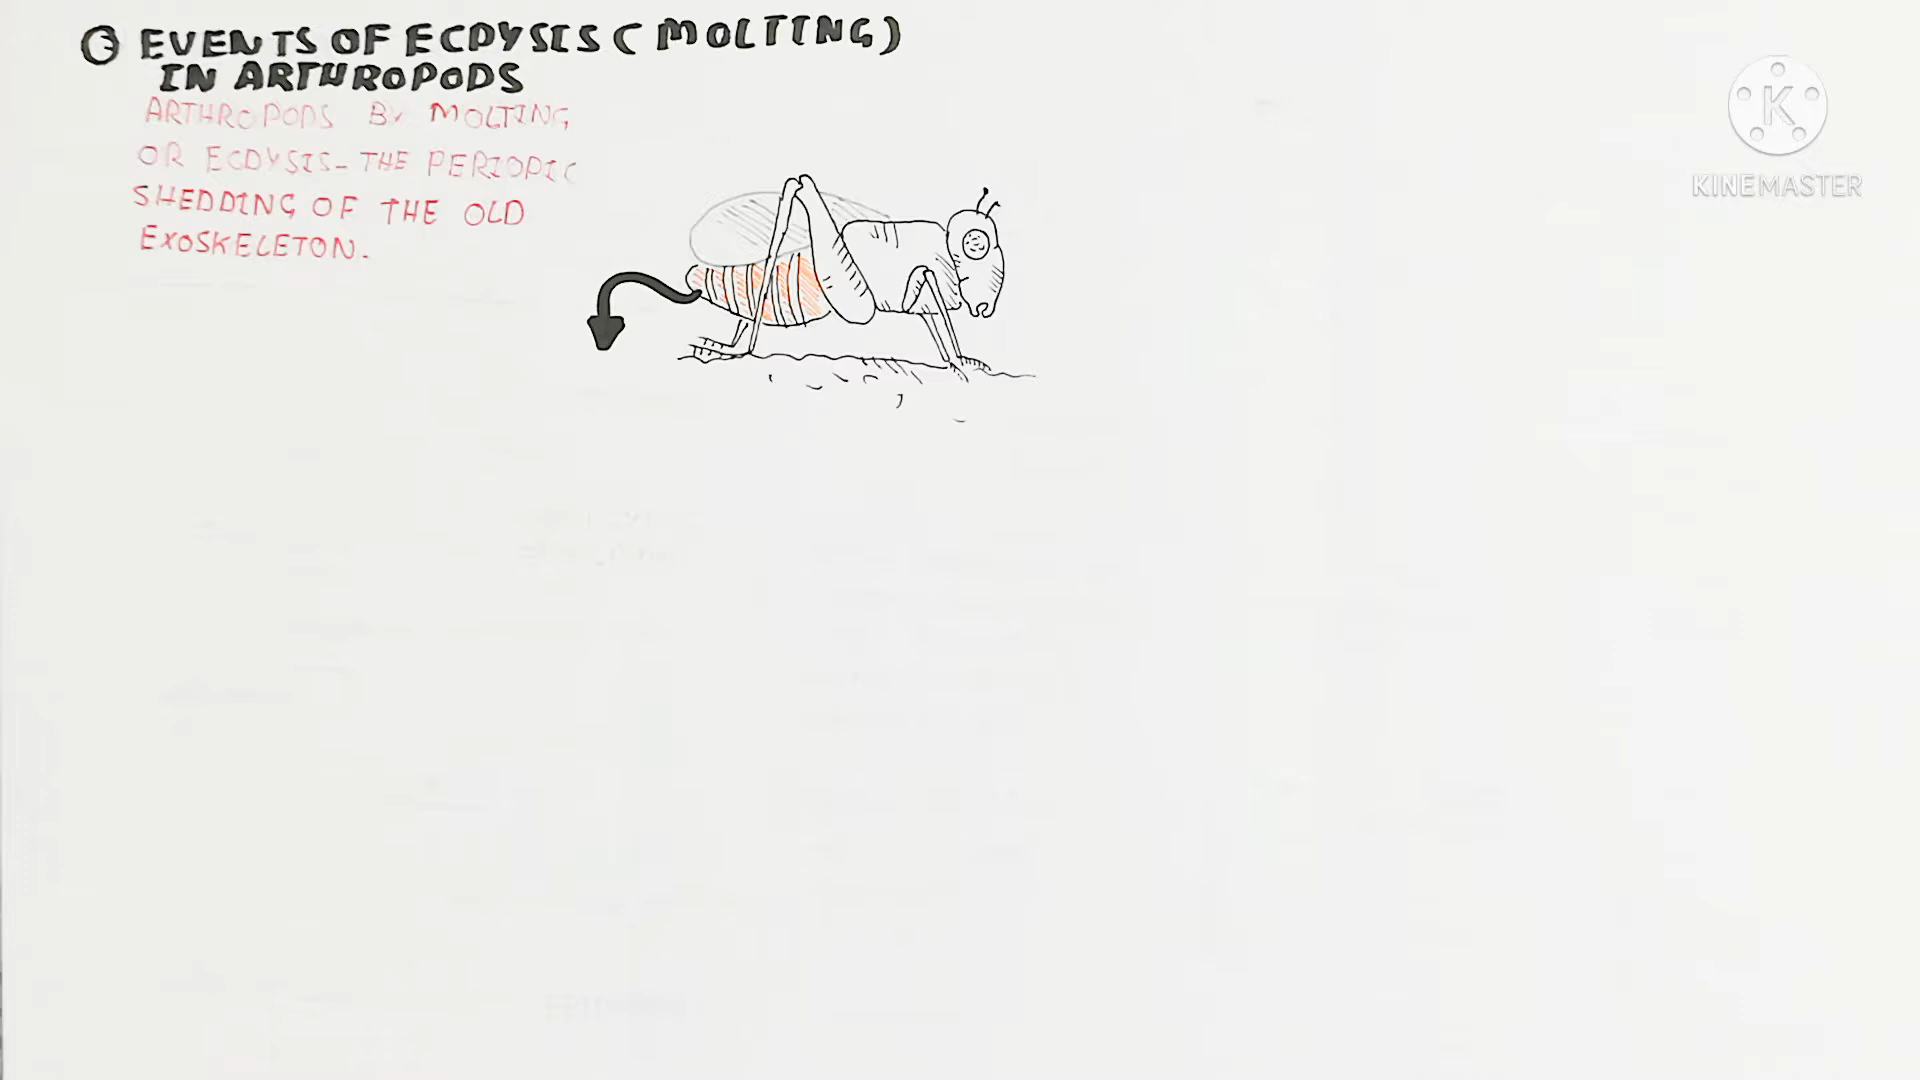 EVENTS OF ECDYSIS (MOLTING)
IN ARTHROPODS
ARTHROPODS BY MOLTING
OR ECDYSIS - THE PERIODIC
SHEDDING OF THE OLD
EXOSKELETON.
K
KINEMASTER